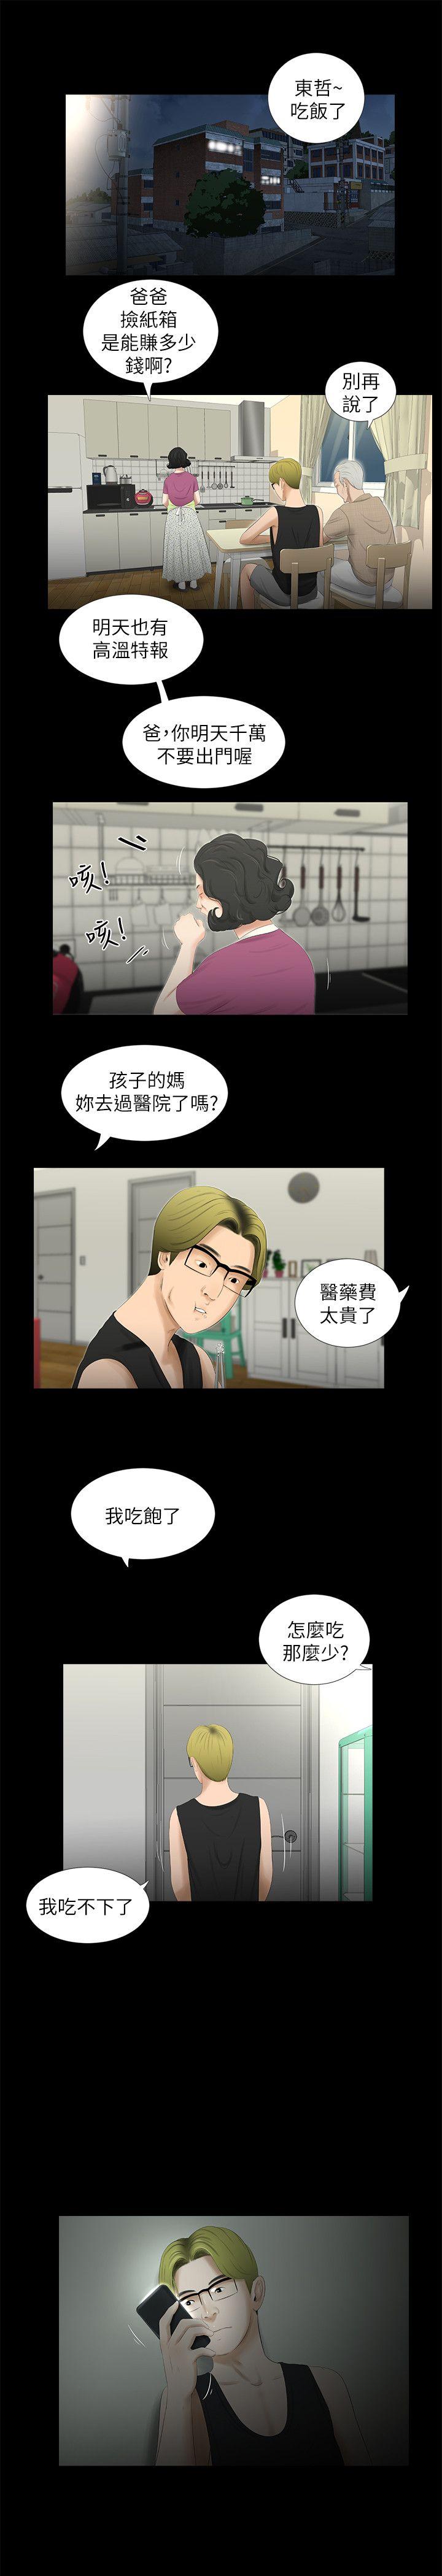 東哲~
吃飯了
爸爸
撿紙箱
是能賺多少
錢啊?
別再
說了
明天也有
高溫特報
爸,你明天千萬
不要出門喔
咳!
咳!
孩子的媽
妳去過醫院了嗎?
醫藥費
太貴了
我吃飽了
怎麼吃
那麼少?
我吃不下了